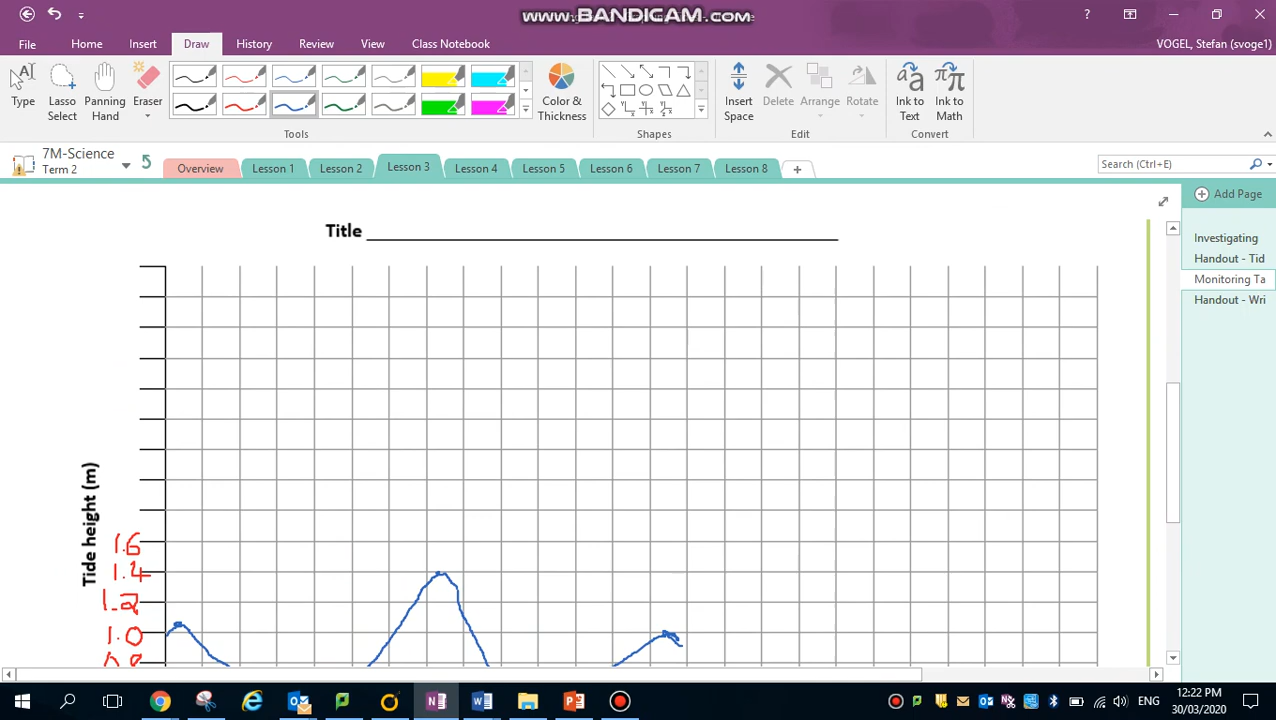 www.BANDICAM.com
File Home Insert Draw History Review View Class Notebook
VOGEL, Stefan (svoge1)
Type
Lasso Select
Panning Hand
Eraser
Color & Thickness
Insert Space
Delete
Arrange
Rotate
Ink to Text
Ink to Math
Tools
Shapes
Edit
Convert
7M-Science
Term 2
Overview Lesson 1 Lesson 2 Lesson 3 Lesson 4 Lesson 5 Lesson 6 Lesson 7 Lesson 8
Search (Ctrl+E)
Add Page
Investigating
Handout - Tid
Monitoring Ta
Handout - Wri
Title
Tide height (m)
1.6
1.4
1.2
1.0
ENG
12:22 PM
30/03/2020